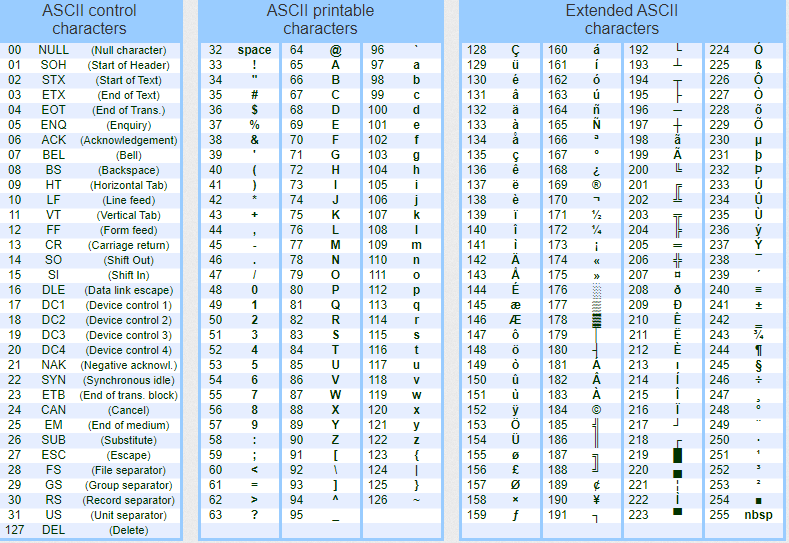 ASCII control characters ASCII printable characters Extended ASCII characters
00 NULL (Null character) 32 space 64 @ 96 ` 128 Ç 160 á 192 └ 224 Ó
01 SOH (Start of Header) 33 ! 65 A 97 a 129 ü 161 í 193 ┴ 225 ß
02 STX (Start of Text) 34 " 66 B 98 b 130 é 162 ó 194 ┬ 226 Ô
03 ETX (End of Text) 35 # 67 C 99 c 131 â 163 ú 195 ├ 227 Ò
04 EOT (End of Trans.) 36 $ 68 D 100 d 132 ä 164 ñ 196 ─ 228 õ
05 ENQ (Enquiry) 37 % 69 E 101 e 133 à 165 Ñ 197 ┼ 229 Õ
06 ACK (Acknowledgement) 38 & 70 F 102 f 134 å 166 ª 198 ã 230 µ
07 BEL (Bell) 39 ' 71 G 103 g 135 ç 167 º 199 Ã 231 þ
08 BS (Backspace) 40 ( 72 H 104 h 136 ê 168 ¿ 200 ╚ 232 Þ
09 HT (Horizontal Tab) 41 ) 73 I 105 i 137 ë 169 ® 201 ╔ 233 Ú
10 LF (Line feed) 42 * 74 J 106 j 138 è 170 ¬ 202 ╩ 234 Û
11 VT (Vertical Tab) 43 + 75 K 107 k 139 ï 171 ½ 203 ╦ 235 Ù
12 FF (Form feed) 44 , 76 L 108 l 140 î 172 ¼ 204 ╠ 236 ý
13 CR (Carriage return) 45 - 77 M 109 m 141 ì 173 ¡ 205 ═ 237 Ý
14 SO (Shift Out) 46 . 78 N 110 n 142 Ä 174 « 206 ╬ 238 ¯
15 SI (Shift In) 47 / 79 O 111 o 143 Å 175 » 207 ¤ 239 ´
16 DLE (Data link escape) 48 0 80 P 112 p 144 É 176 ░ 208 ð 240 ≡
17 DC1 (Device control 1) 49 1 81 Q 113 q 145 æ 177 ▒ 209 Ð 241 ±
18 DC2 (Device control 2) 50 2 82 R 114 r 146 Æ 178 ▓ 210 Ê 242 ‗
19 DC3 (Device control 3) 51 3 83 S 115 s 147 ô 179 │ 211 Ë 243 ¾
20 DC4 (Device control 4) 52 4 84 T 116 t 148 ö 180 ┤ 212 È 244 ¶
21 NAK (Negative acknowl.) 53 5 85 U 117 u 149 ò 181 Á 213 ı 245 §
22 SYN (Synchronous idle) 54 6 86 V 118 v 150 û 182 Â 214 Í 246 ÷
23 ETB (End of trans. block) 55 7 87 W 119 w 151 ù 183 À 215 Î 247 ¸
24 CAN (Cancel) 56 8 88 X 120 x 152 ÿ 184 © 216 Ï 248 °
25 EM (End of medium) 57 9 89 Y 121 y 153 Ö 185 ╣ 217 ┘ 249 ¨
26 SUB (Substitute) 58 : 90 Z 122 z 154 Ü 186 ║ 218 ┌ 250 ·
27 ESC (Escape) 59 ; 91 [ 123 { 155 ø 187 ╗ 219 █ 251 ¹
28 FS (File separator) 60 < 92 \ 124 | 156 £ 188 ╝ 220 ▄ 252 ³
29 GS (Group separator) 61 = 93 ] 125 } 157 Ø 189 ¢ 221 ¦ 253 ²
30 RS (Record separator) 62 > 94 ^ 126 ~ 158 × 190 ¥ 222 Ì 254 ■
31 US (Unit separator) 63 ? 95 _ 159 ƒ 191 ┐ 223 ▀ 255 nbsp
127 DEL (Delete)